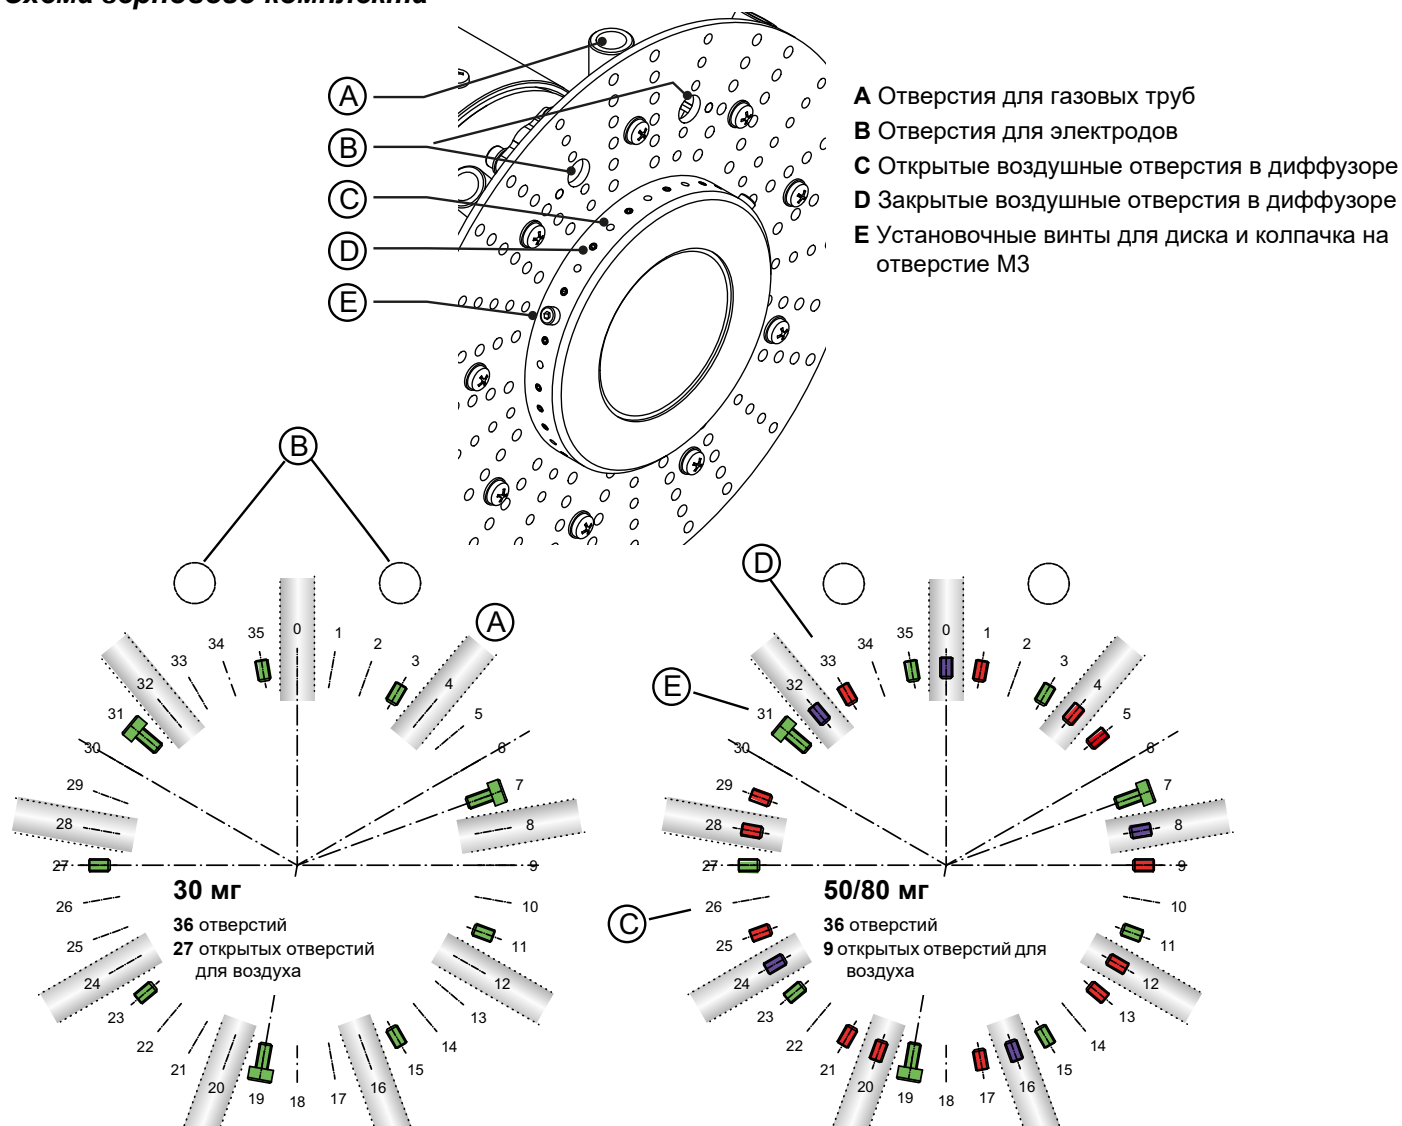 Схема горнового комплекта
A
B
C
D
E
A Отверстия для газовых труб
B Отверстия для электродов
C Открытые воздушные отверстия в диффузоре
D Закрытые воздушные отверстия в диффузоре
E Установочные винты для диска и колпачка на
отверстие M3
B
A
0
1
2
3
4
5
6
7
8
9
10
11
12
13
14
15
16
17
18
19
20
21
22
23
24
25
26
27
28
29
30
31
32
33
34
35
30 мг
36 отверстий
27 открытых отверстий
для воздуха
D
E
C
0
1
2
3
4
5
6
7
8
9
10
11
12
13
14
15
16
17
18
19
20
21
22
23
24
25
26
27
28
29
30
31
32
33
34
35
50/80 мг
36 отверстий
9 открытых отверстий для
воздуха